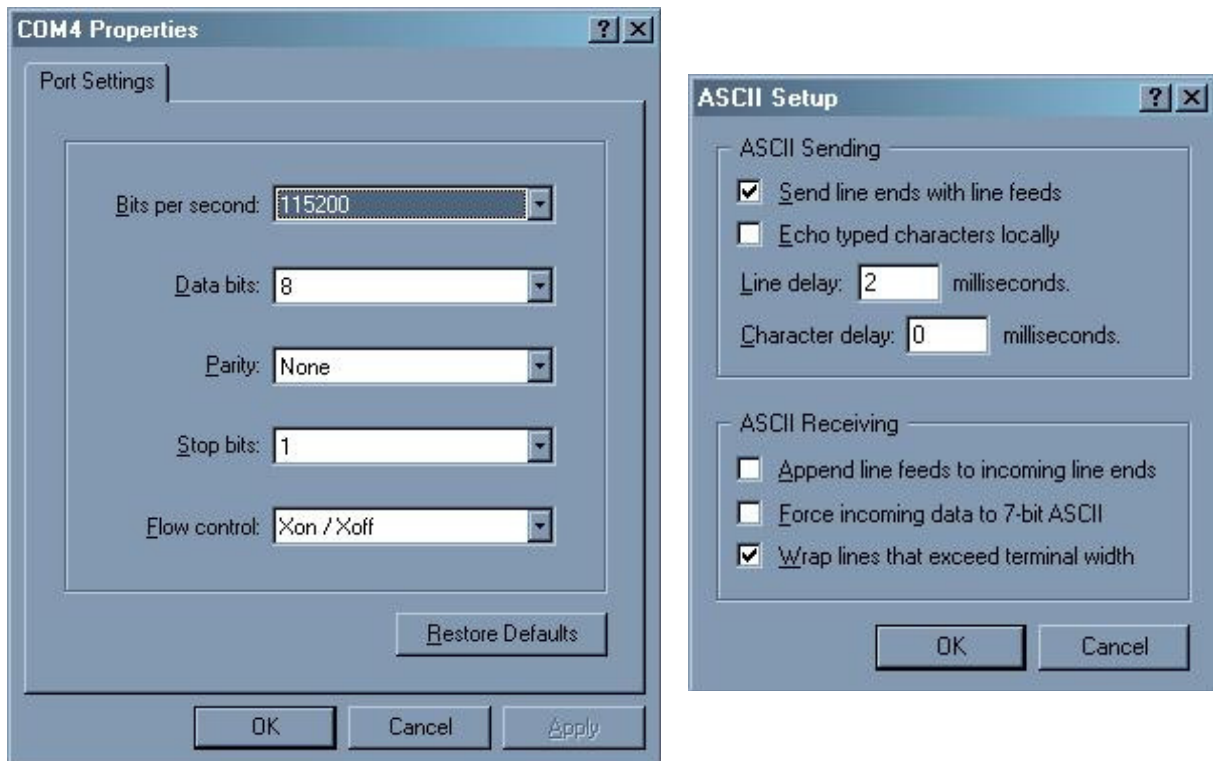 COM4 Properties
Port Settings
Bits per second: 115200
Data bits: 8
Parity: None
Stop bits: 1
Flow control: Xon / Xoff
Restore Defaults
OK Cancel Apply
ASCII Setup
ASCII Sending
Send line ends with line feeds
Echo typed characters locally
Line delay: 2 milliseconds.
Character delay: 0 milliseconds.
ASCII Receiving
Append line feeds to incoming line ends
Force incoming data to 7-bit ASCII
Wrap lines that exceed terminal width
OK Cancel